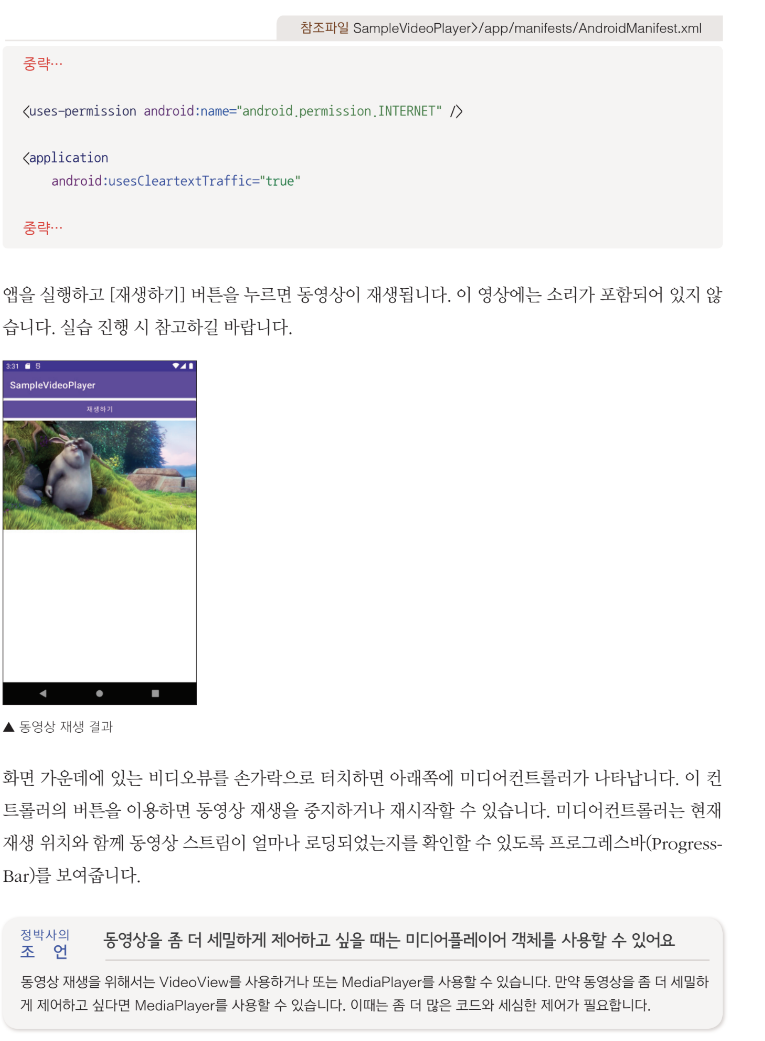 참조파일 SampleVideoPlayer>/app/manifests/AndroidManifest.xml
중략…
<uses-permission android:name="android.permission.INTERNET" />
<application
android:usesCleartextTraffic="true"
중략…
앱을 실행하고 [재생하기] 버튼을 누르면 동영상이 재생됩니다. 이 영상에는 소리가 포함되어 있지 않
습니다. 실습 진행 시 참고하길 바랍니다.
3:31
SampleVideoPlayer
재생하기
▲ 동영상 재생 결과
화면 가운데에 있는 비디오뷰를 손가락으로 터치하면 아래쪽에 미디어컨트롤러가 나타납니다. 이 컨
트롤러의 버튼을 이용하면 동영상 재생을 중지하거나 재시작할 수 있습니다. 미디어컨트롤러는 현재
재생 위치와 함께 동영상 스트림이 얼마나 로딩되었는지를 확인할 수 있도록 프로그레스바(Progress-
Bar)를 보여줍니다.
정박사의
조 언
동영상을 좀 더 세밀하게 제어하고 싶을 때는 미디어플레이어 객체를 사용할 수 있어요
동영상 재생을 위해서는 VideoView를 사용하거나 또는 MediaPlayer를 사용할 수 있습니다. 만약 동영상을 좀 더 세밀하
게 제어하고 싶다면 MediaPlayer를 사용할 수 있습니다. 이때는 좀 더 많은 코드와 세심한 제어가 필요합니다.